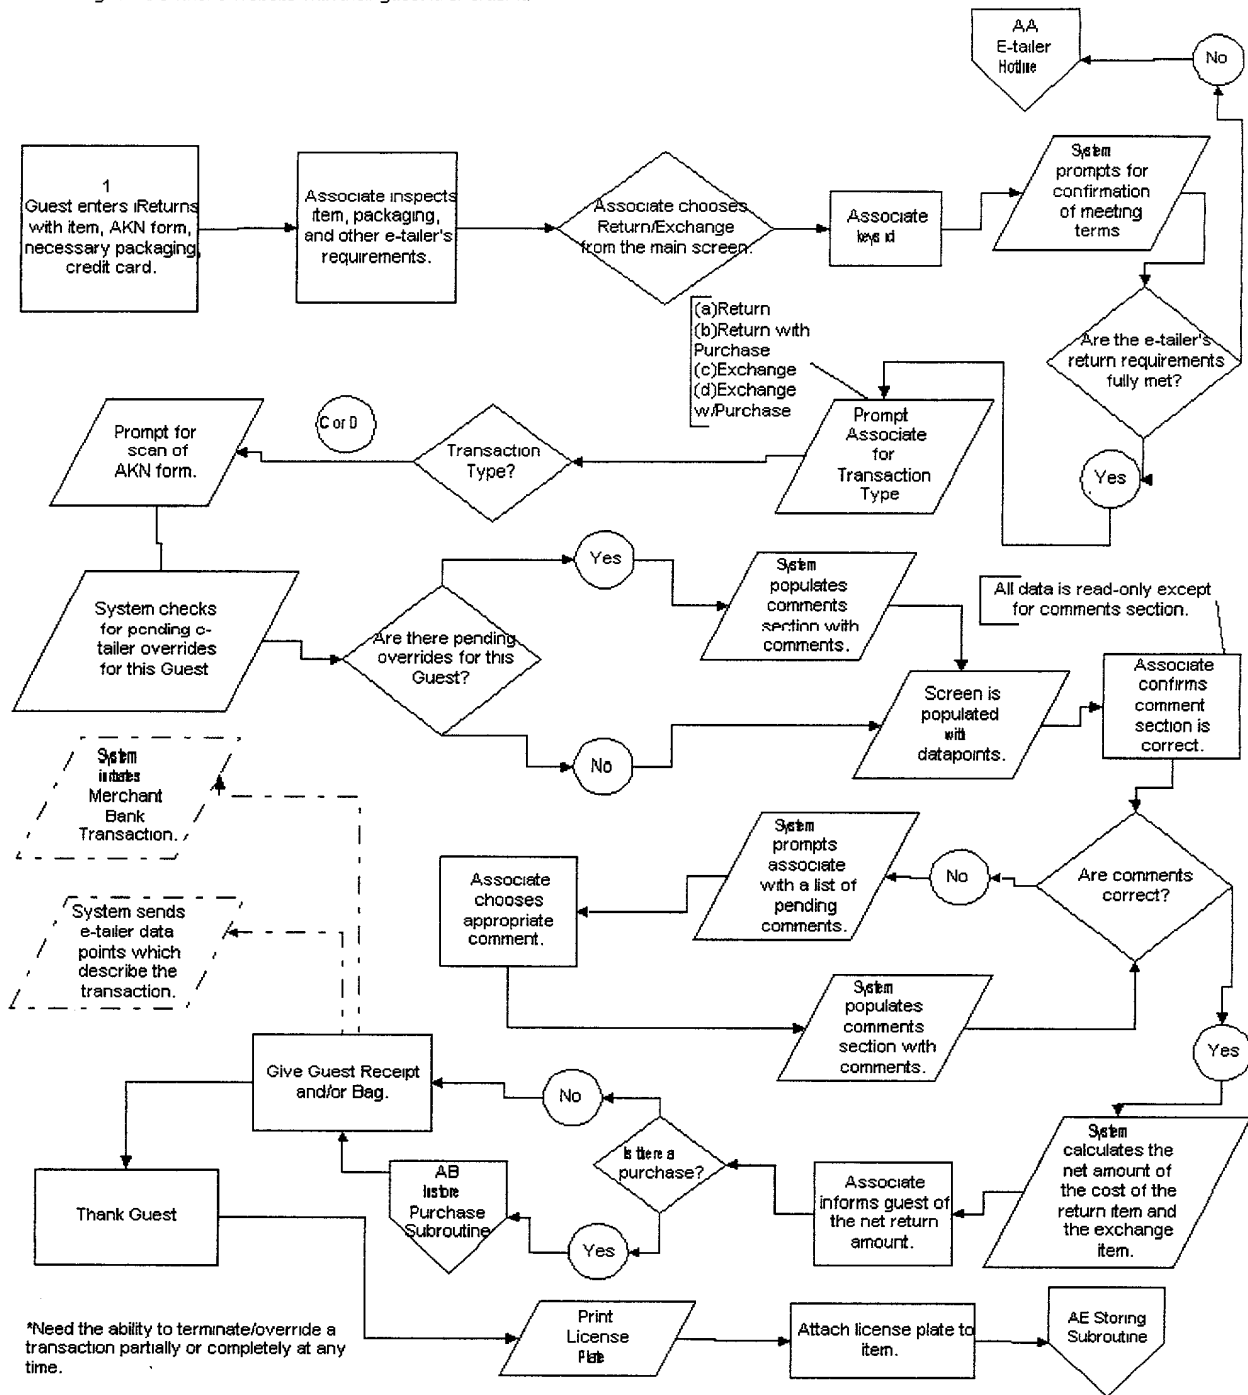 AA
E-tailer
Hotline
No
1
Guest enters iReturns
with item, AKN form,
necessary packaging,
credit card.
Associate inspects
item, packaging,
and other e-tailer's
requirements.
Associate chooses
Return/Exchange
from the main screen.
Associate
keys id
System
prompts for
confirmation
of meeting
terms
(a)Return
(b)Return with
Purchase
(c)Exchange
(d)Exchange
w/Purchase
Are the e-tailer's
return requirements
fully met?
Yes
Prompt
Associate
for
Transaction
Type
Transaction
Type?
C or D
Prompt for
scan of
AKN form.
System checks
for pending e-
tailer overrides
for this Guest
Are there pending
overrides for this
Guest?
Yes
System
populates
comments
section with
comments.
All data is read-only except
for comments section.
No
Screen is
populated
with
datapoints.
Associate
confirms
comment
section is
correct.
System
initiates
Merchant
Bank
Transaction.
Are comments
correct?
No
System
prompts
associate
with a list of
pending
comments.
Associate
chooses
appropriate
comment.
System
populates
comments
section with
comments.
System sends
e-tailer data
points which
describe the
transaction.
Yes
System
calculates the
net amount of
the cost of the
return item and
the exchange
item.
Associate
informs guest of
the net return
amount.
Is there a
purchase?
No
Yes
AB
Instore
Purchase
Subroutine
Give Guest Receipt
and/or Bag.
Thank Guest
Print
License
Plate
Attach license plate to
item.
AE Storing
Subroutine
*Need the ability to terminate/override a
transaction partially or completely at any
time.